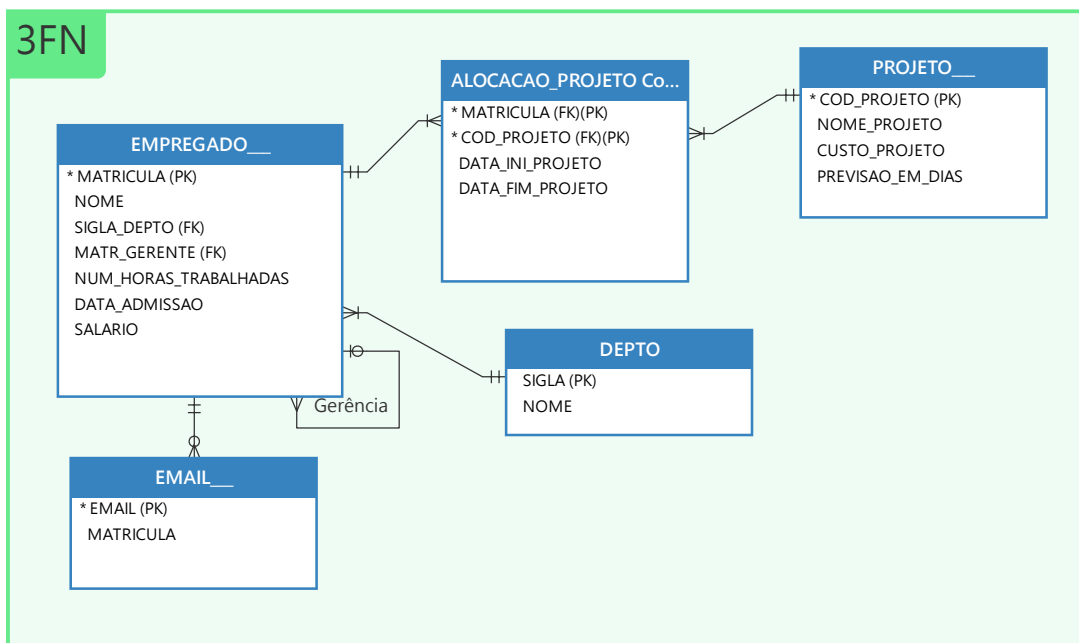 3FN
EMPREGADO___
* MATRICULA (PK)
NOME
SIGLA_DEPTO (FK)
MATR_GERENTE (FK)
NUM_HORAS_TRABALHADAS
DATA_ADMISSAO
SALARIO
ALOCACAO_PROJETO Co...
* MATRICULA (FK)(PK)
* COD_PROJETO (FK)(PK)
DATA_INI_PROJETO
DATA_FIM_PROJETO
PROJETO___
* COD_PROJETO (PK)
NOME_PROJETO
CUSTO_PROJETO
PREVISAO_EM_DIAS
DEPTO
SIGLA (PK)
NOME
Gerência
EMAIL___
* EMAIL (PK)
MATRICULA